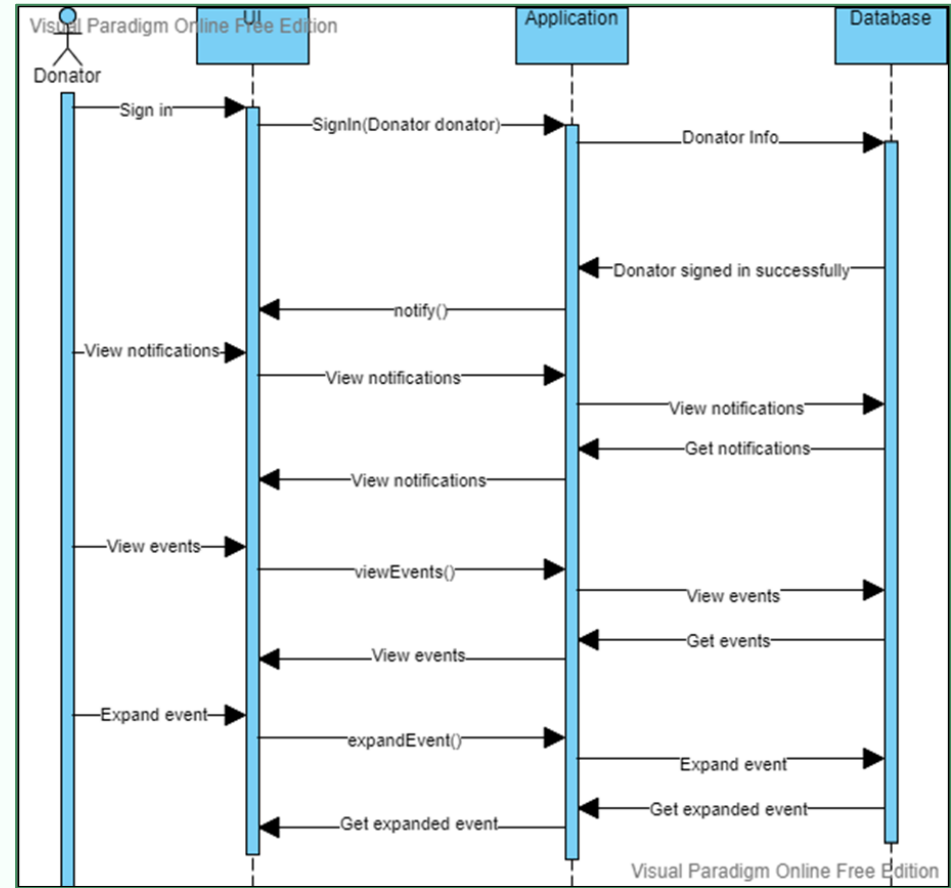 Visual Paradigm Online Free Edition
UI
Application
Database
Donator
Sign in
SignIn(Donator donator)
Donator Info
Donator signed in successfully
notify()
View notifications
View notifications
View notifications
Get notifications
View notifications
View events
viewEvents()
View events
Get events
View events
Expand event
expandEvent()
Expand event
Get expanded event
Get expanded event
Visual Paradigm Online Free Edition